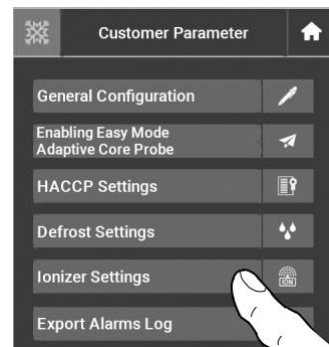 Customer Parameter
General Configuration
Enabling Easy Mode
Adaptive Core Probe
HACCP Settings
Defrost Settings
Ionizer Settings
ION
Export Alarms Log